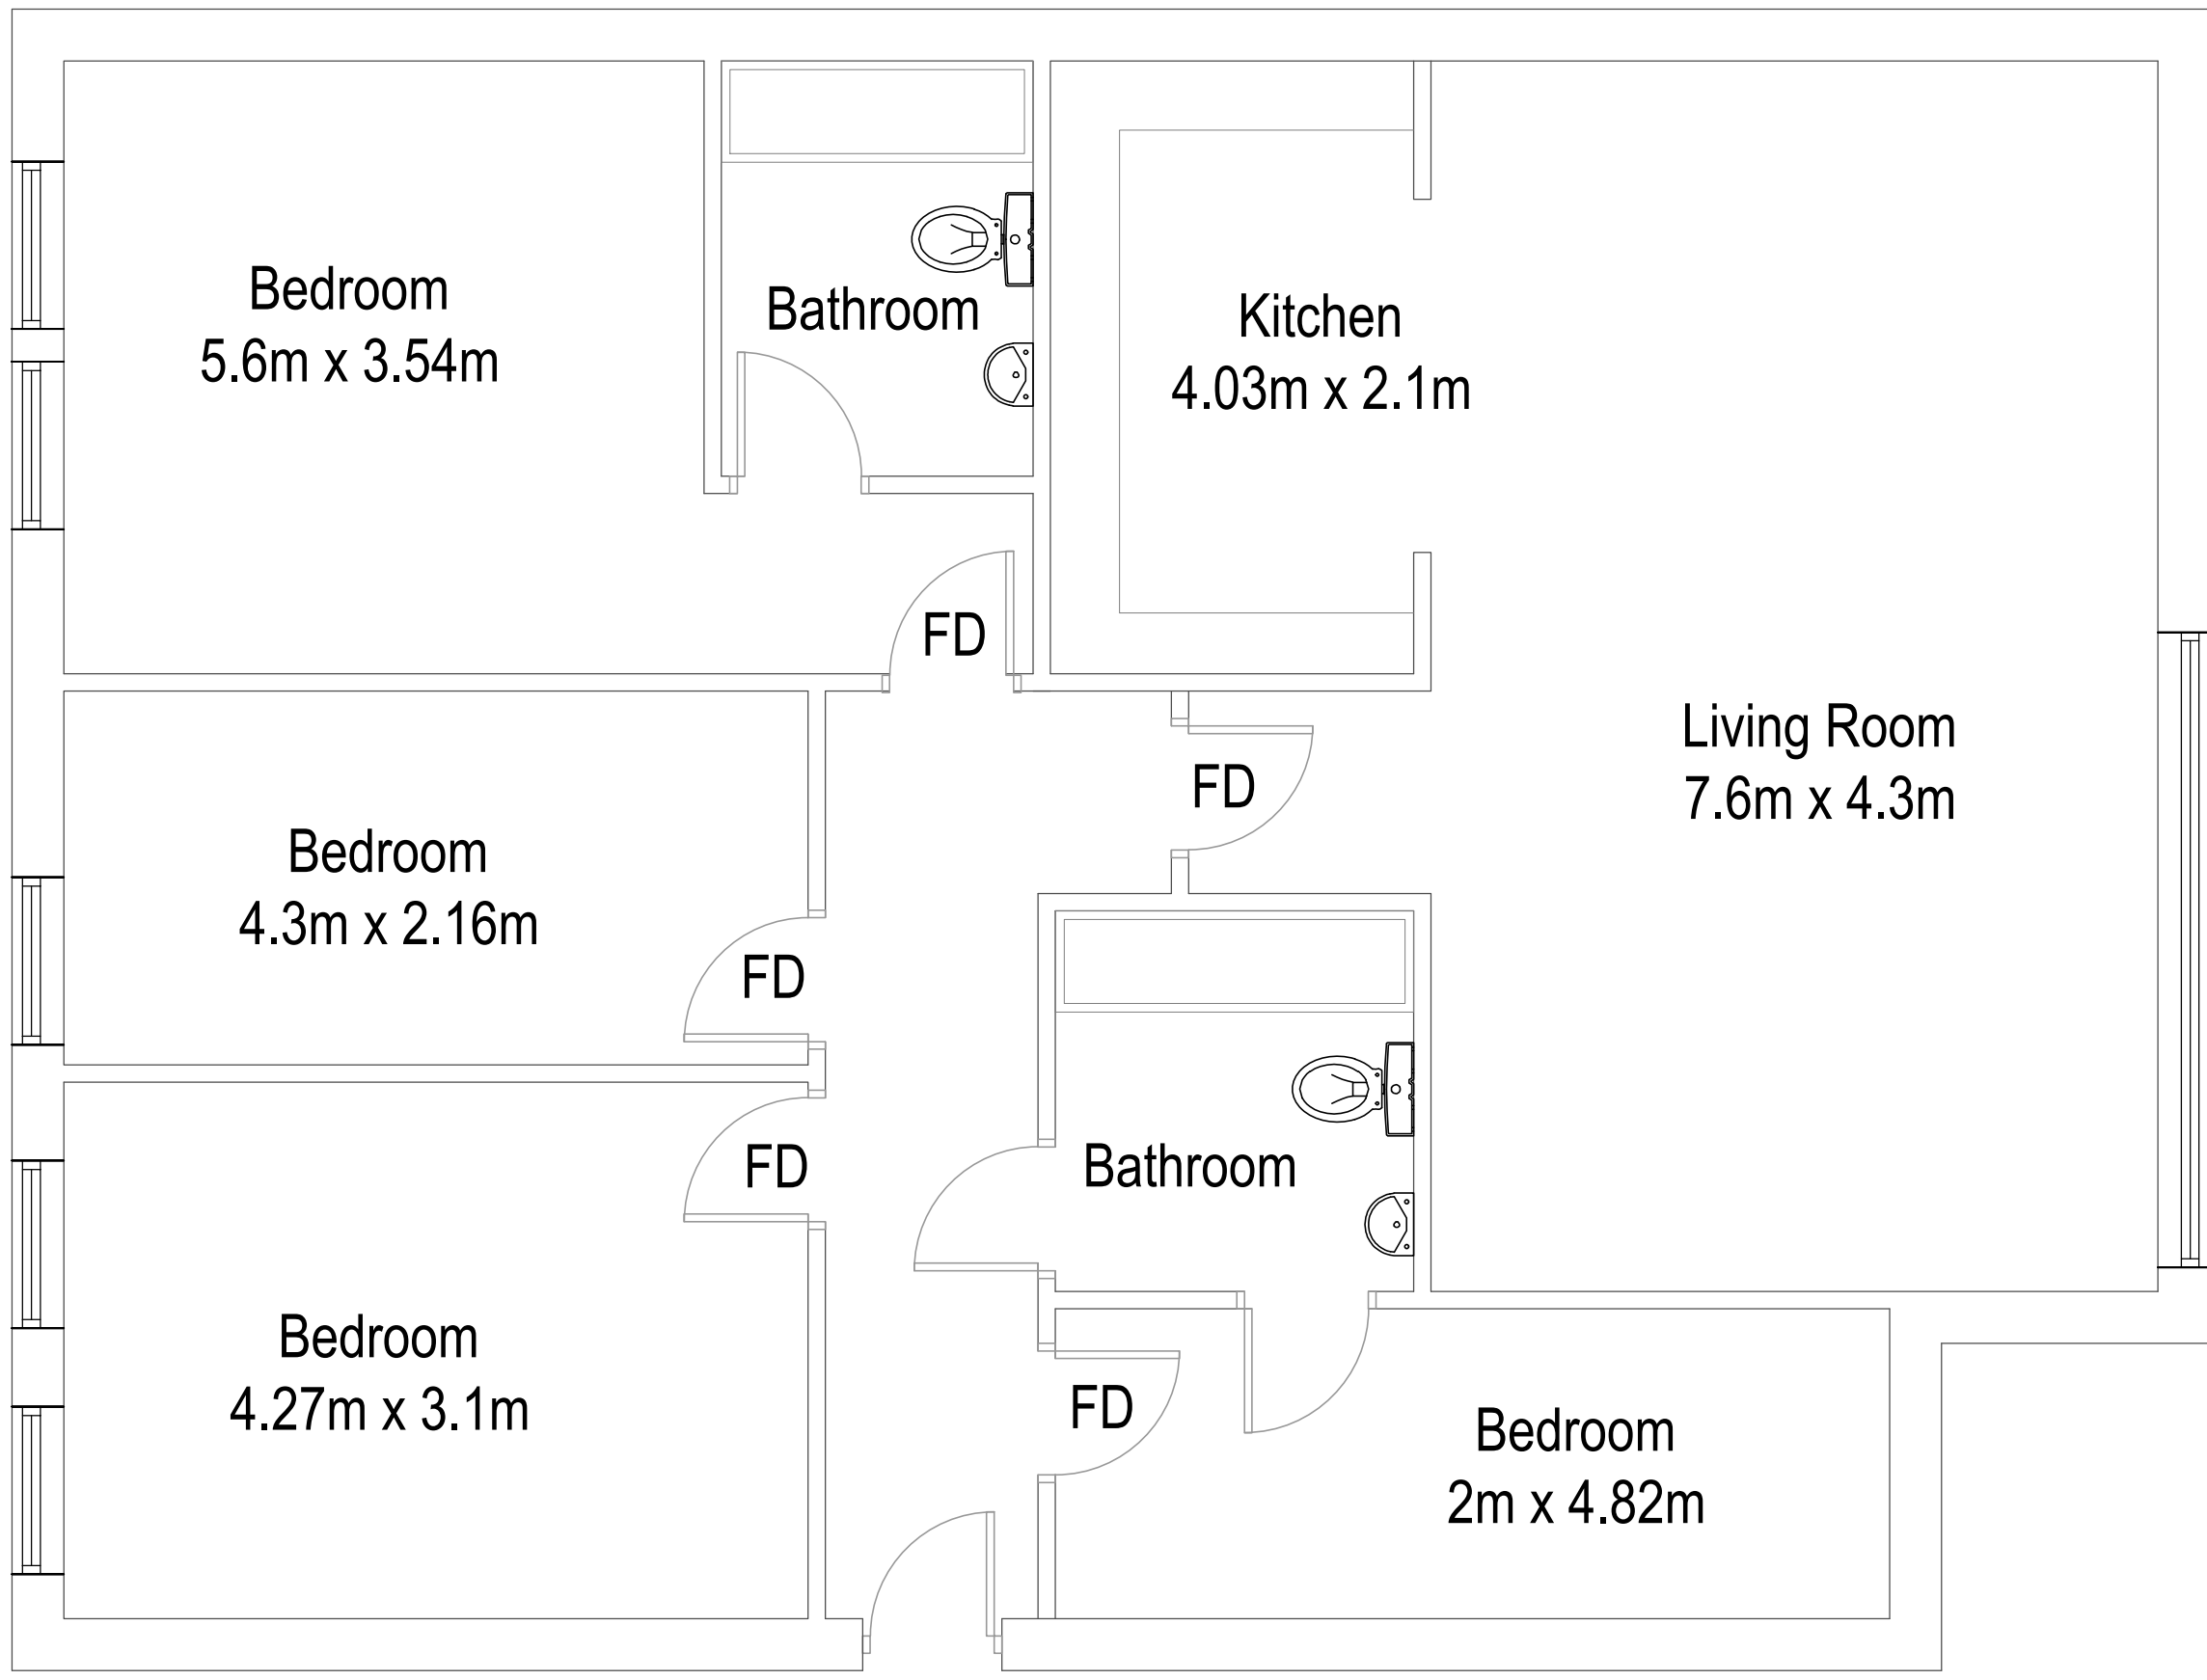 Bedroom
5.6m x 3.54m
Bathroom
Kitchen
4.03m x 2.1m
FD
FD
Living Room
7.6m x 4.3m
Bedroom
4.3m x 2.16m
FD
FD
Bathroom
Bedroom
4.27m x 3.1m
FD
Bedroom
2m x 4.82m